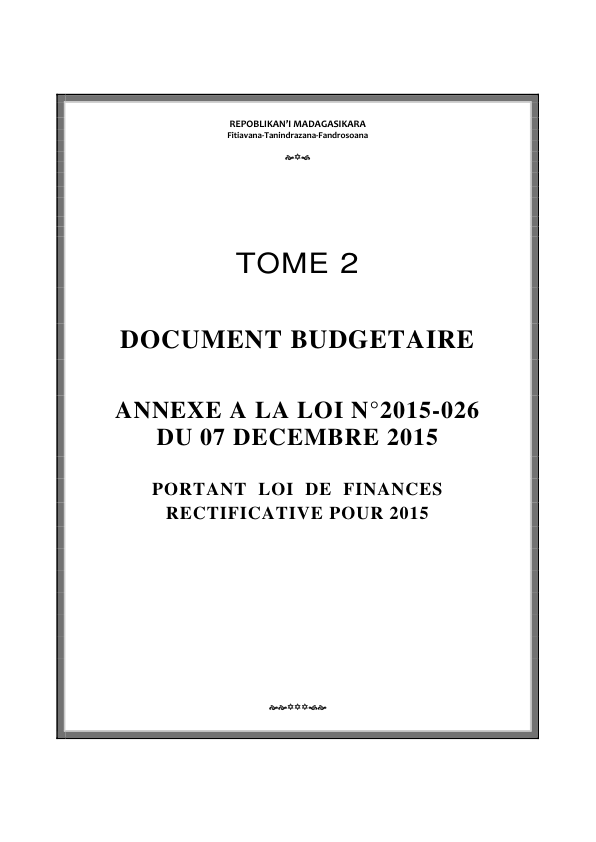 REPOBLIKAN'I MADAGASIKARA
Fitiavana-Tanindrazana-Fandrosoana
TOME 2
DOCUMENT BUDGETAIRE
ANNEXE A LA LOI N°2015-026
DU 07 DECEMBRE 2015
PORTANT LOI DE FINANCES
RECTIFICATIVE POUR 2015